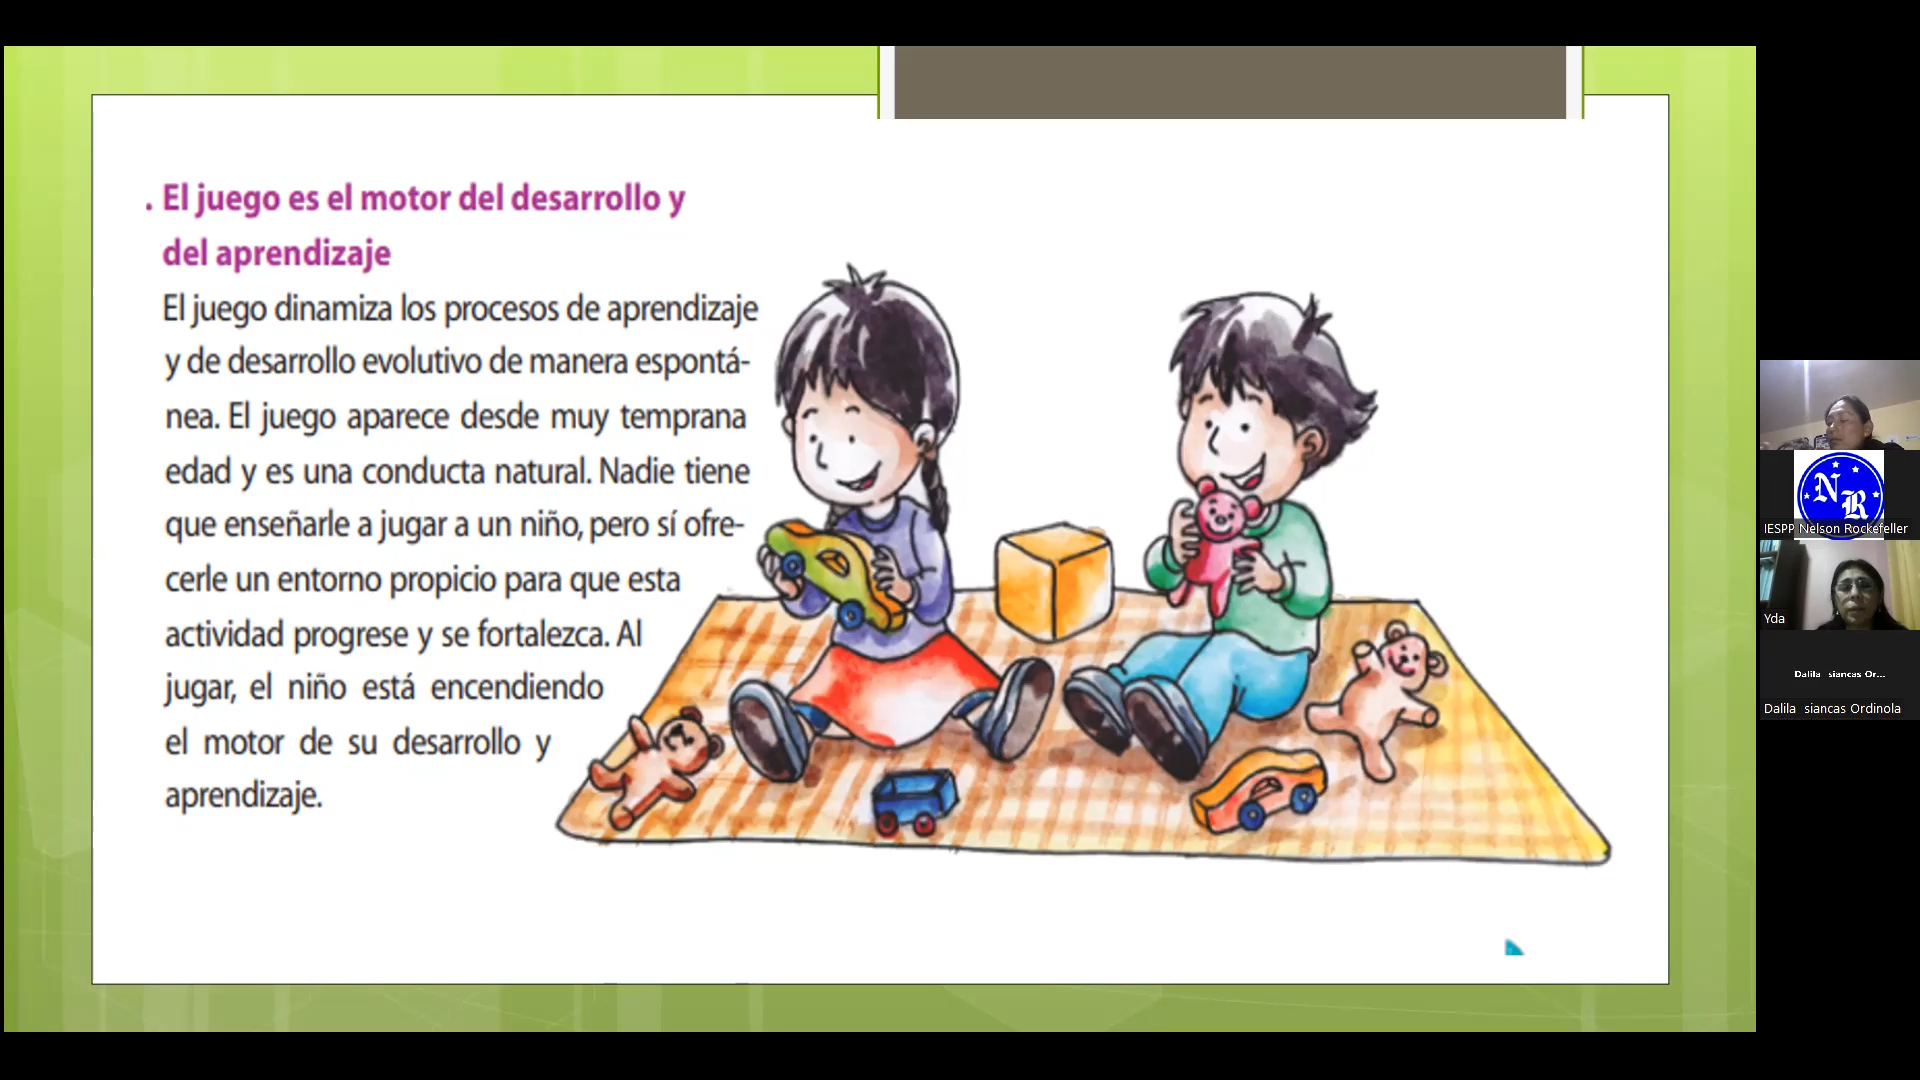 . El juego es el motor del desarrollo y
del aprendizaje
El juego dinamiza los procesos de aprendizaje
y de desarrollo evolutivo de manera espontá-
nea. El juego aparece desde muy temprana
edad y es una conducta natural. Nadie tiene
que enseñarle a jugar a un niño, pero sí ofre-
cerle un entorno propicio para que esta
actividad progrese y se fortalezca. Al
jugar, el niño está encendiendo
el motor de su desarrollo y
aprendizaje.
N R
IESPP Nelson Rockefeller
Yda
Dalila siancas Or...
Dalila siancas Ordinola